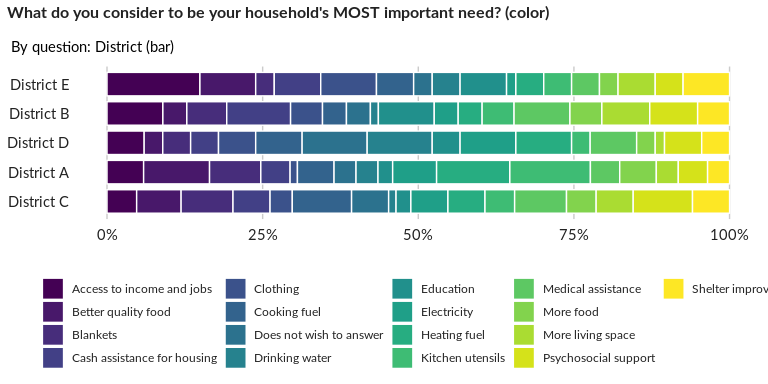 What do you consider to be your household's MOST important need? (color)
By question: District (bar)
District E
District B
District D
District A
District C
0% 25% 50% 75% 100%
Access to income and jobs Clothing Education Medical assistance Shelter improv
Better quality food Cooking fuel Electricity More food
Blankets Does not wish to answer Heating fuel More living space
Cash assistance for housing Drinking water Kitchen utensils Psychosocial support